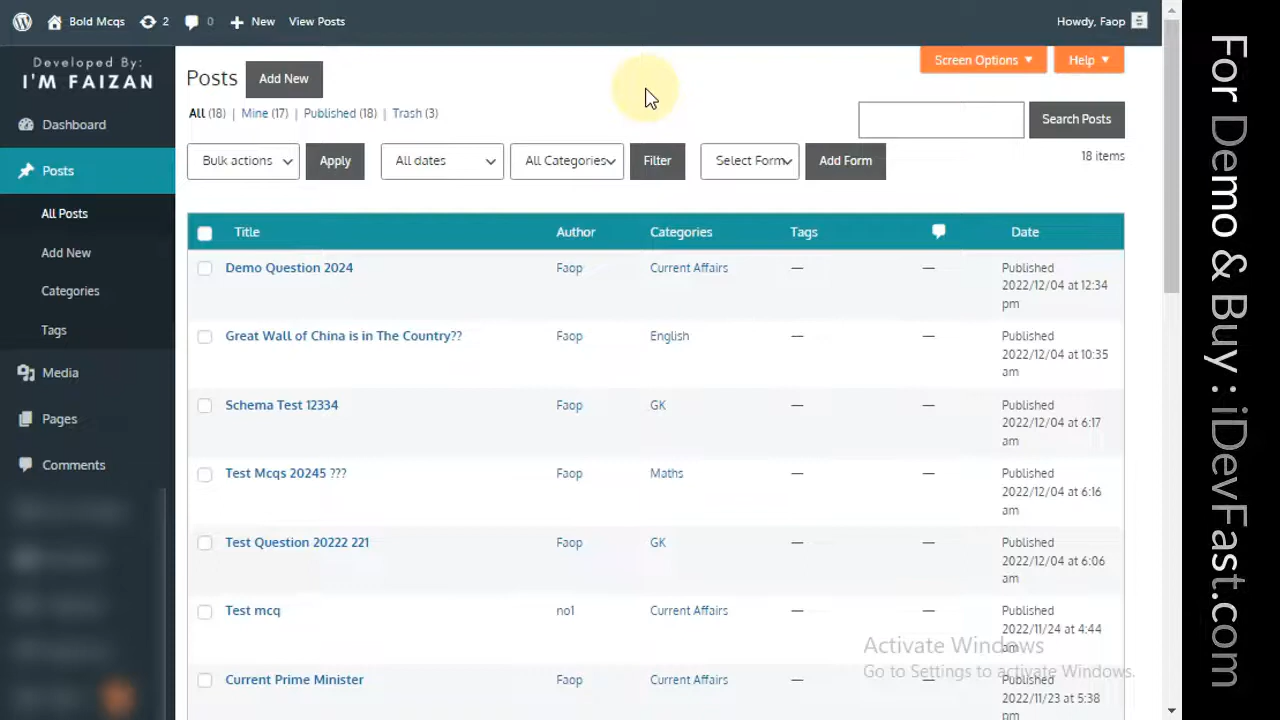 Bold Mcqs 2 0 New View Posts Howdy, Faop
Developed By:
I'M FAIZAN
Dashboard
Posts
All Posts
Add New
Categories
Tags
Media
Pages
Comments
Posts Add New
Screen Options Help
All (18) | Mine (17) | Published (18) | Trash (3)
Search Posts
Bulk actions Apply All dates All Categories Filter Select Form Add Form
18 items
Title Author Categories Tags Date
Demo Question 2024 Faop Current Affairs — — Published
2022/12/04 at 12:34
pm
Great Wall of China is in The Country?? Faop English — — Published
2022/12/04 at 10:35
am
Schema Test 12334 Faop GK — — Published
2022/12/04 at 6:17
am
Test Mcqs 20245 ??? Faop Maths — — Published
2022/12/04 at 6:16
am
Test Question 20222 221 Faop GK — — Published
2022/12/04 at 6:06
am
Test mcq no1 Current Affairs — — Published
2022/11/24 at 4:44
am
Current Prime Minister Faop Current Affairs — — Published
2022/11/23 at 5:38
pm
Activate Windows
Go to Settings to activate Windows.
For Demo & Buy : iDevFast.com